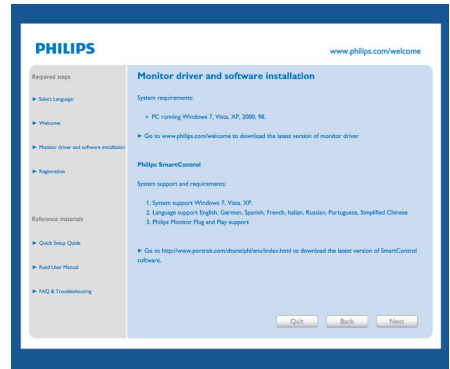 PHILIPS
www.philips.com/welcome
Required steps
► Select Language
► Welcome
► Monitor driver and software installation
► Registration
Reference materials
► Quick Setup Guide
► Read User Manual
► FAQ & Troubleshooting
Monitor driver and software installation
System requirements:
• PC running Windows 7, Vista, XP, 2000, 98.
► Go to www.philips.com/welcome to download the latest version of monitor driver
Philips SmartControl
System support and requirements:
1. System support Windows 7, Vista, XP.
2. Language support English, German, Spanish, French, Italian, Russian, Portuguese, Simplified Chinese
3. Philips Monitor Plug and Play support
► Go to http://www.portrait.com/dtune/phl/enu/index.html to download the latest version of SmartControl
software.
Quit
Back
Next